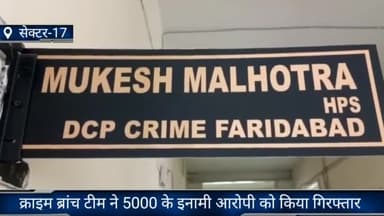 सेक्टर-17
MUKESH MALHOTRA
HPS
DCP CRIME FARIDABAD
क्राइम ब्रांच टीम ने 5000 के इनामी आरोपी को किया गिरफ्तार